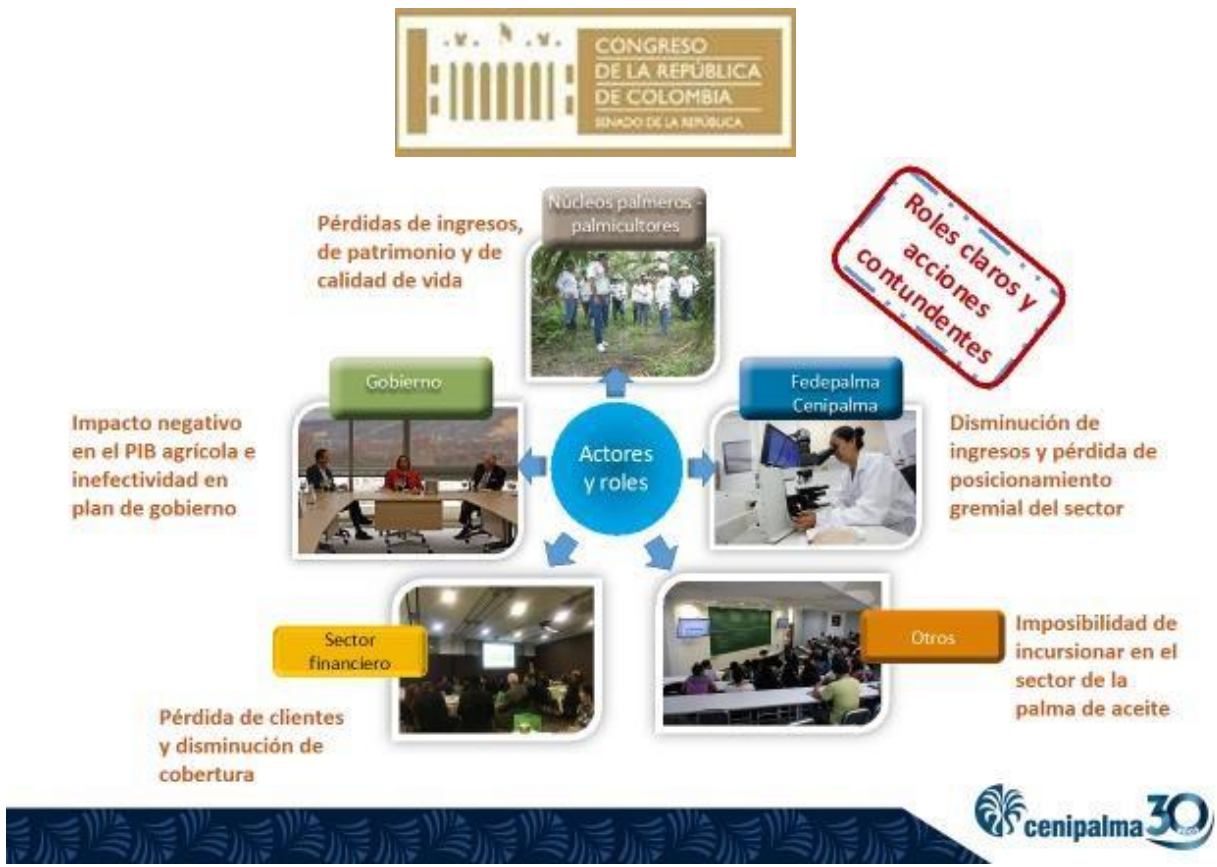 CONGRESO
DE LA REPÚBLICA
DE COLOMBIA
SENADO DE LA REPÚBLICA
Núcleos palmeros -
palmicultores
Pérdidas de ingresos,
de patrimonio y de
calidad de vida
Roles claros y
acciones
contundentes
Gobierno
Fedepalma
Cenipalma
Impacto negativo
en el PIB agrícola e
inefectividad en
plan de gobierno
Actores
y roles
Disminución de
ingresos y pérdida de
posicionamiento
gremial del sector
Sector
financiero
Otros
Imposibilidad de
incursionar en el
sector de la
palma de aceite
Pérdida de clientes
y disminución de
cobertura
cenipalma 30